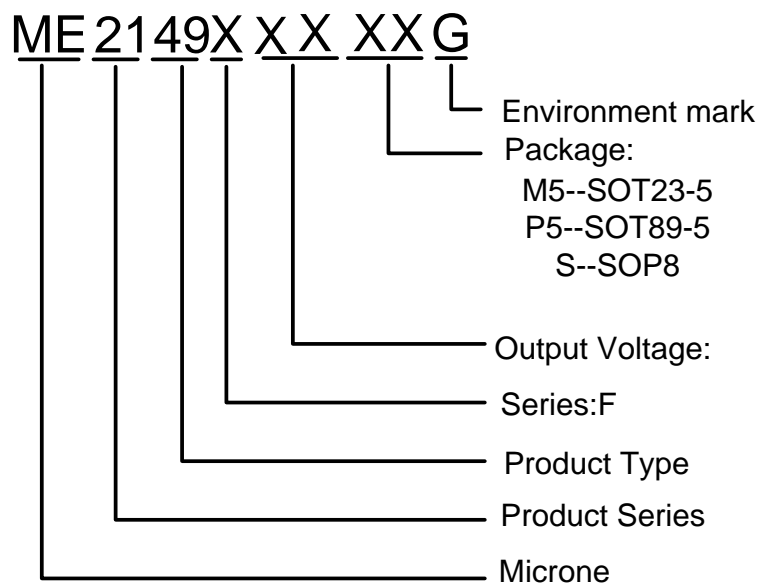 ME2149X XX XXG
Environment mark
Package:
M5--SOT23-5
P5--SOT89-5
S--SOP8
Output Voltage:
Series:F
Product Type
Product Series
Microne